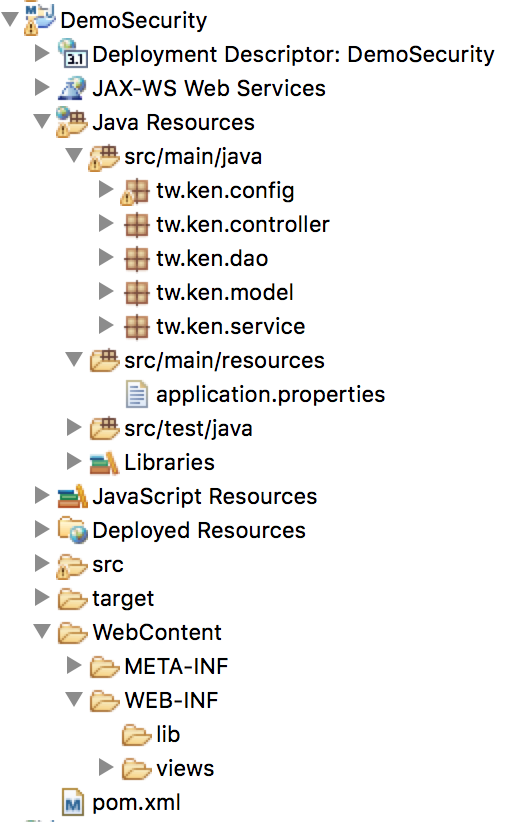 DemoSecurity
3.1 Deployment Descriptor: DemoSecurity
JAX-WS Web Services
Java Resources
src/main/java
tw.ken.config
tw.ken.controller
tw.ken.dao
tw.ken.model
tw.ken.service
src/main/resources
application.properties
src/test/java
Libraries
JavaScript Resources
Deployed Resources
src
target
WebContent
META-INF
WEB-INF
lib
views
pom.xml